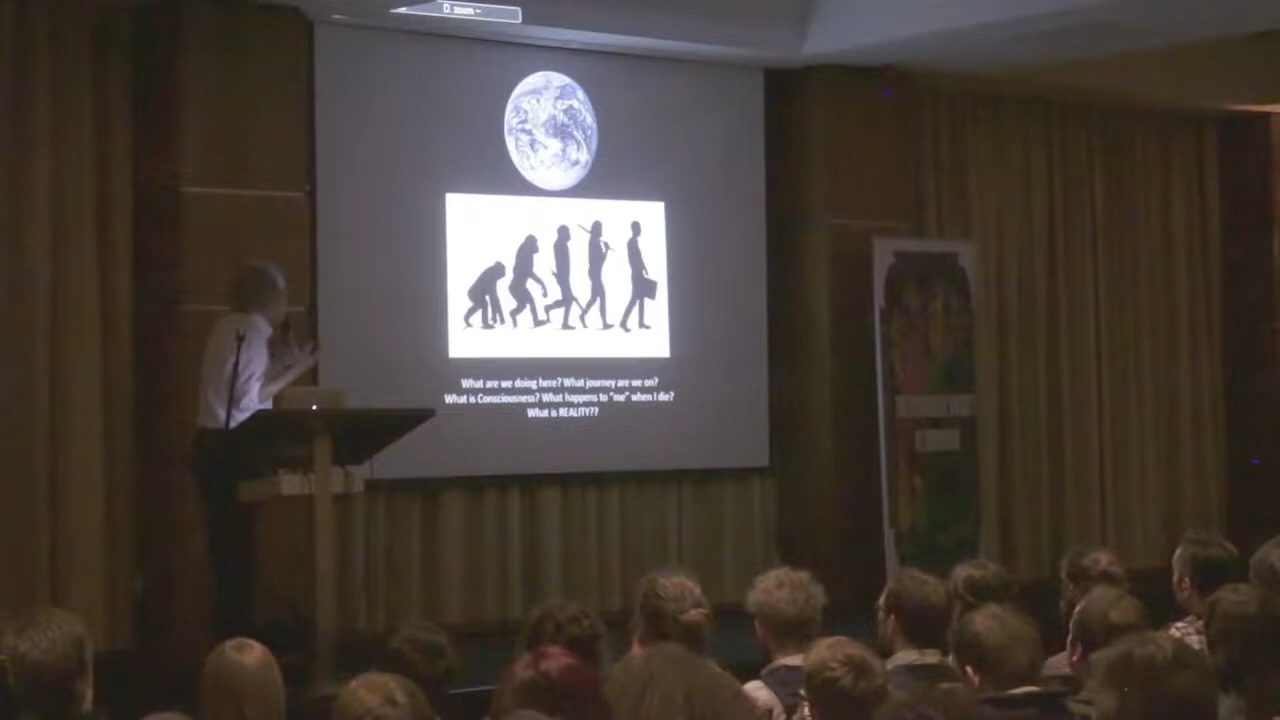 D. zoom
What are we doing here? What journey are we on?
What is Consciousness? What happens to "me" when I die?
What is REALITY??